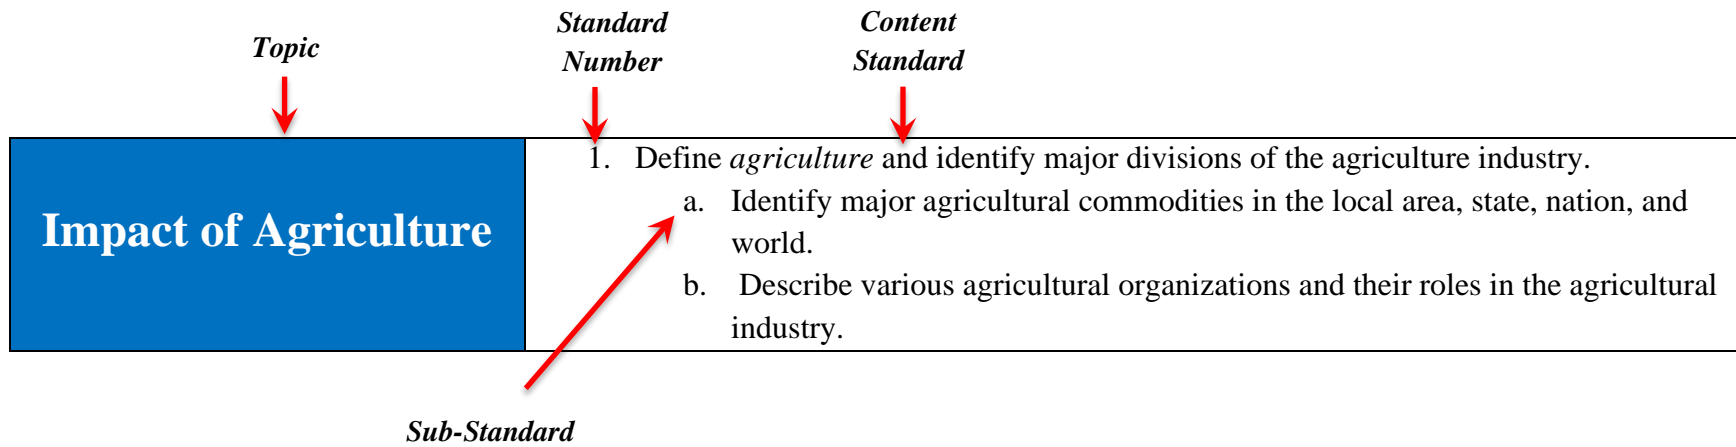 Topic
Standard
Number
Content
Standard
Impact of Agriculture
1. Define agriculture and identify major divisions of the agriculture industry.
a. Identify major agricultural commodities in the local area, state, nation, and
world.
b. Describe various agricultural organizations and their roles in the agricultural
industry.
Sub-Standard